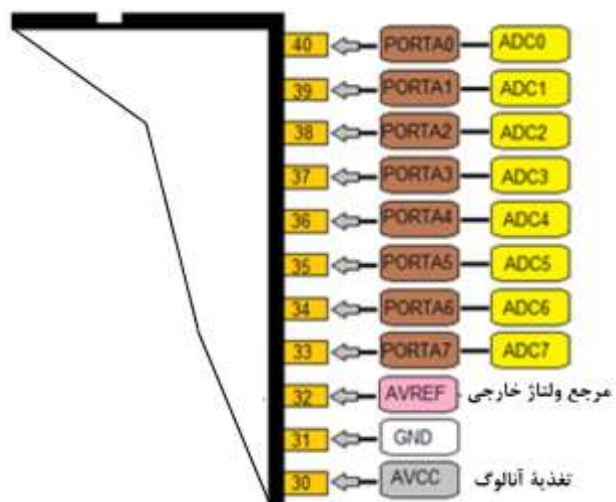 40 PORTA0 ADC0
39 PORTA1 ADC1
38 PORTA2 ADC2
37 PORTA3 ADC3
36 PORTA4 ADC4
35 PORTA5 ADC5
34 PORTA6 ADC6
33 PORTA7 ADC7
32 AVREF مرجع ولتاژ خارجی
31 GND
30 AVCC تغذیهٔ آنالوگ